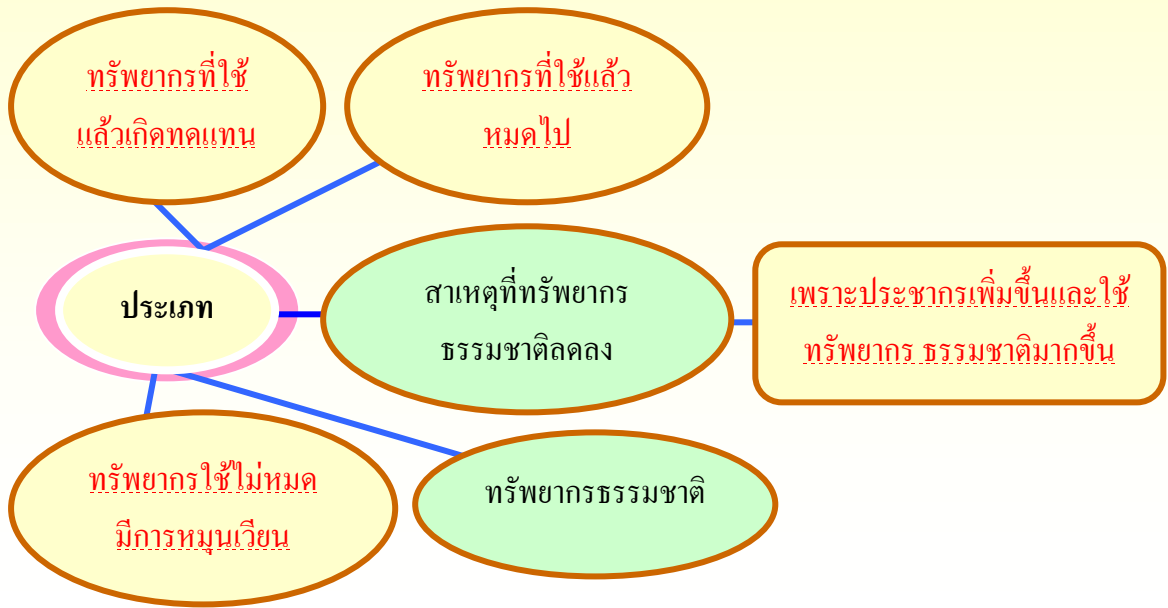 ทรัพยากรที่ใช้
แล้วเกิดทดแทน
ทรัพยากรที่ใช้แล้ว
หมดไป
ประเภท
สาเหตุที่ทรัพยากร
ธรรมชาติลดลง
เพราะประชากรเพิ่มขึ้นและใช้
ทรัพยากร ธรรมชาติมากขึ้น
ทรัพยากรใช้ไม่หมด
มีการหมุนเวียน
ทรัพยากรธรรมชาติ